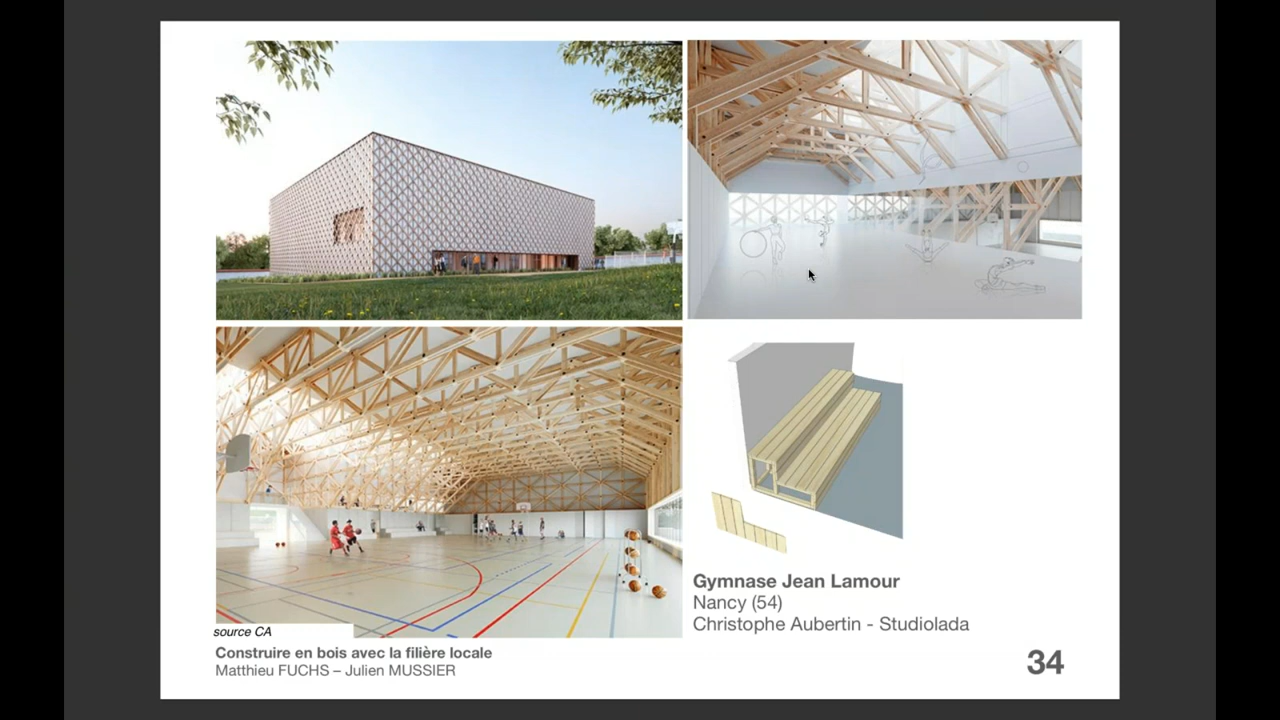 source CA
Gymnase Jean Lamour
Nancy (54)
Christophe Aubertin - Studiolada
Construire en bois avec la filière locale
Matthieu FUCHS – Julien MUSSIER
34